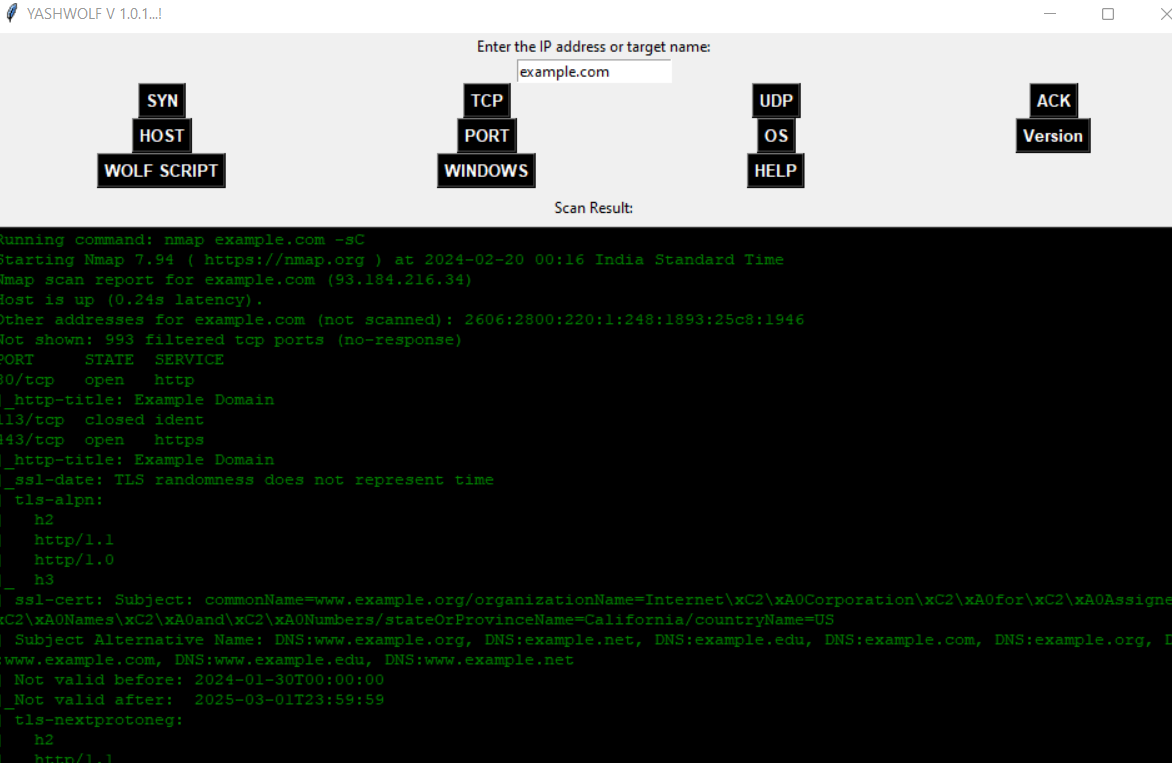 YASHWOLF V 1.0.1...!
Enter the IP address or target name:
example.com
SYN TCP UDP ACK
HOST PORT OS Version
WOLF SCRIPT WINDOWS HELP
Scan Result:
Running command: nmap example.com -sC
Starting Nmap 7.94 ( https://nmap.org ) at 2024-02-20 00:16 India Standard Time
Nmap scan report for example.com (93.184.216.34)
Host is up (0.24s latency).
Other addresses for example.com (not scanned): 2606:2800:220:1:248:1893:25c8:1946
Not shown: 993 filtered tcp ports (no-response)
PORT STATE SERVICE
80/tcp open http
|_http-title: Example Domain
113/tcp closed ident
443/tcp open https
|_http-title: Example Domain
|_ssl-date: TLS randomness does not represent time
| tls-alpn:
| h2
| http/1.1
| http/1.0
|_ h3
| ssl-cert: Subject: commonName=www.example.org/organizationName=Internet\xC2\xA0Corporation\xC2\xA0for\xC2\xA0Assigne
xC2\xA0Names\xC2\xA0and\xC2\xA0Numbers/stateOrProvinceName=California/countryName=US
| Subject Alternative Name: DNS:www.example.org, DNS:example.net, DNS:example.edu, DNS:example.com, DNS:example.org, D
:www.example.com, DNS:www.example.edu, DNS:www.example.net
| Not valid before: 2024-01-30T00:00:00
|_Not valid after: 2025-03-01T23:59:59
| tls-nextprotoneg:
| h2
| http/1.1